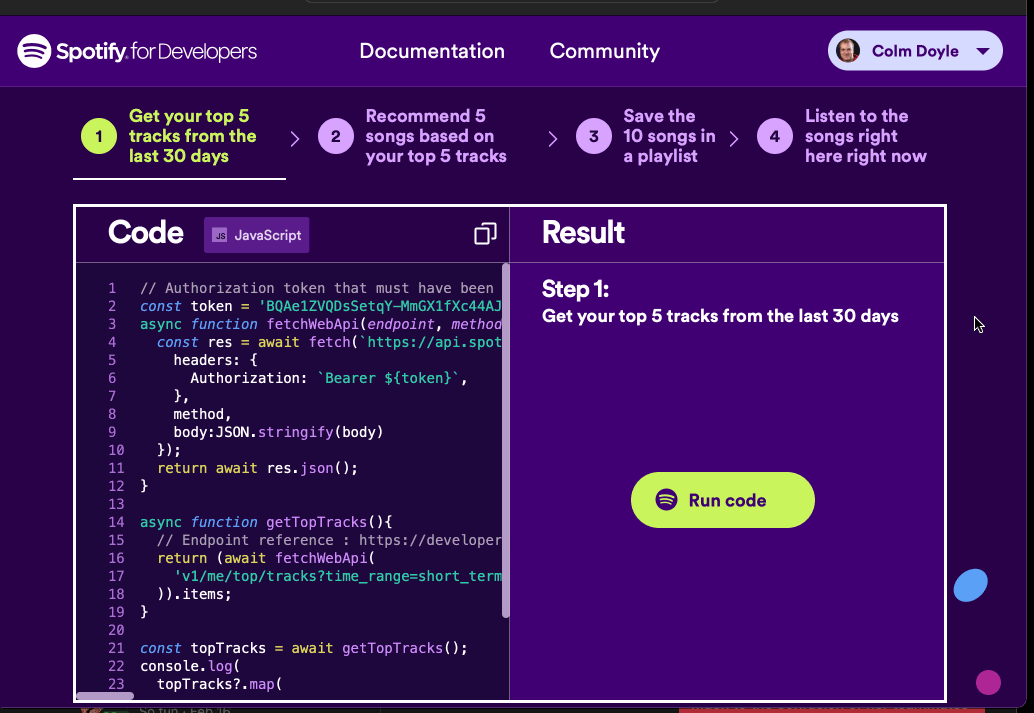 Spotify for Developers
Documentation
Community
Colm Doyle
1
Get your top 5
tracks from the
last 30 days
2
Recommend 5
songs based on
your top 5 tracks
3
Save the
10 songs in
a playlist
4
Listen to the
songs right
here right now
Code
JS JavaScript
1 // Authorization token that must have been
2 const token = 'BQAe1ZVQDsSetqY-MmGX1fXc44AJ
3 async function fetchWebApi(endpoint, method
4 const res = await fetch(`https://api.spot
5 headers: {
6 Authorization: `Bearer ${token}`,
7 },
8 method,
9 body:JSON.stringify(body)
10 });
11 return await res.json();
12 }
13
14 async function getTopTracks(){
15 // Endpoint reference : https://developer
16 return (await fetchWebApi(
17 'v1/me/top/tracks?time_range=short_term
18 )).items;
19 }
20
21 const topTracks = await getTopTracks();
22 console.log(
23 topTracks?.map(
Result
Step 1:
Get your top 5 tracks from the last 30 days
Run code